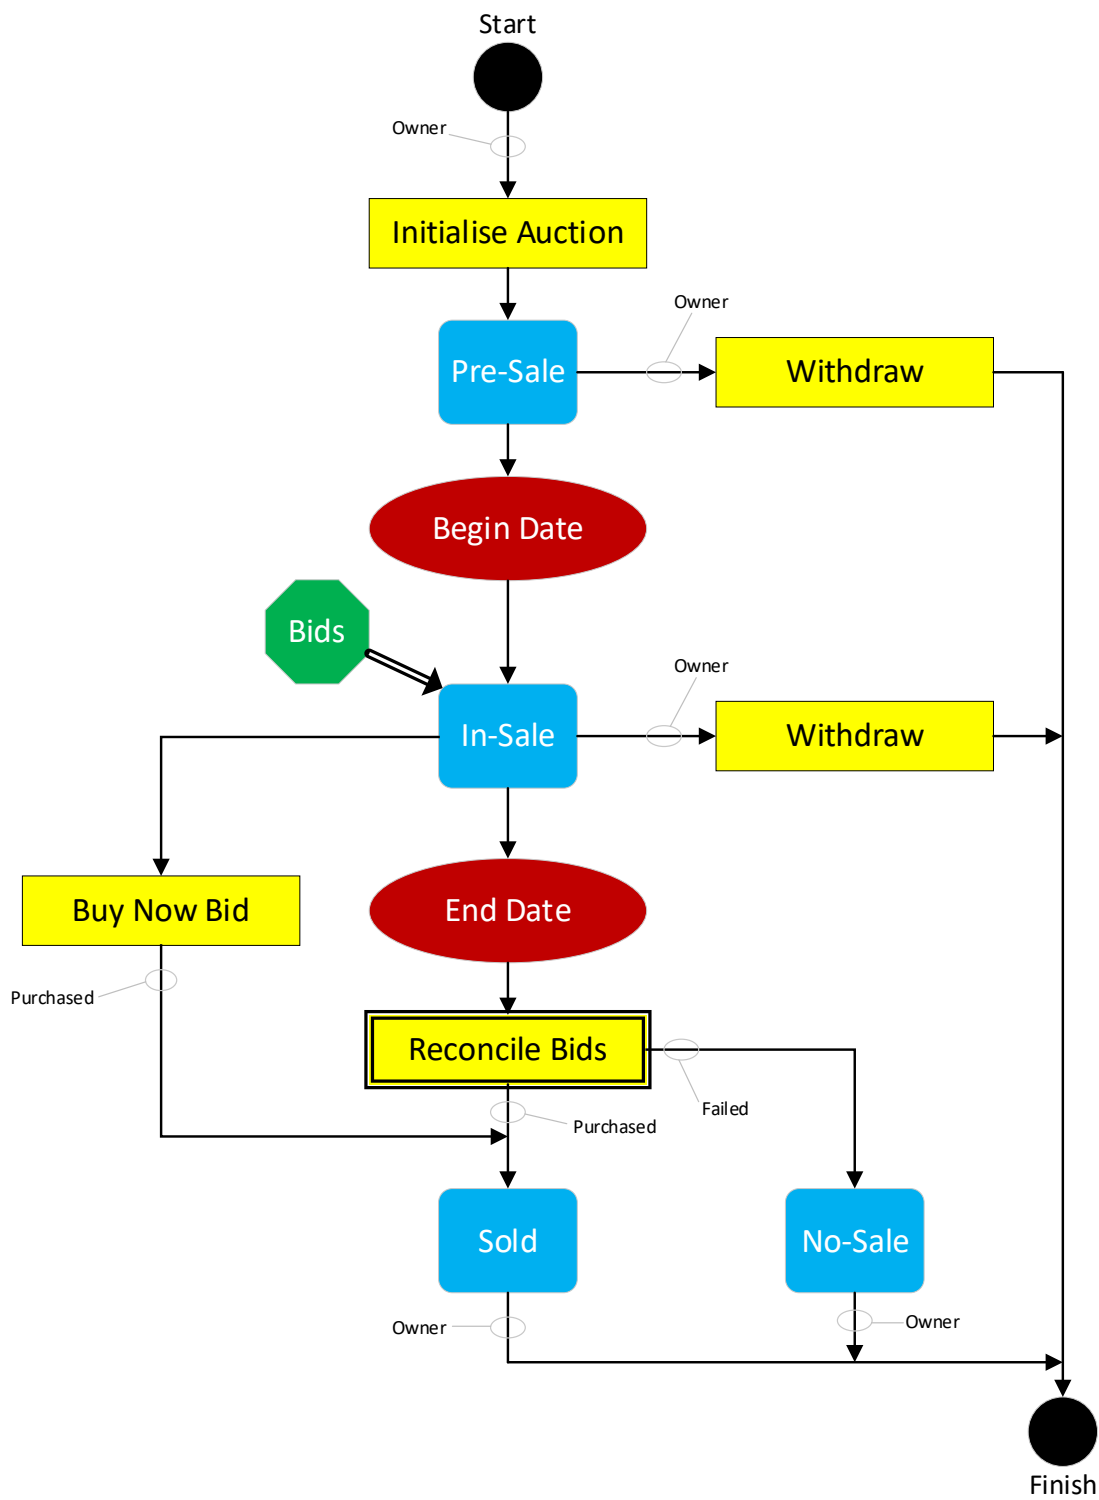 Start
Owner
Initialise Auction
Owner
Pre-Sale
Withdraw
Begin Date
Bids
Owner
In-Sale
Withdraw
Buy Now Bid
End Date
Purchased
Reconcile Bids
Failed
Purchased
Sold
No-Sale
Owner
Owner
Finish